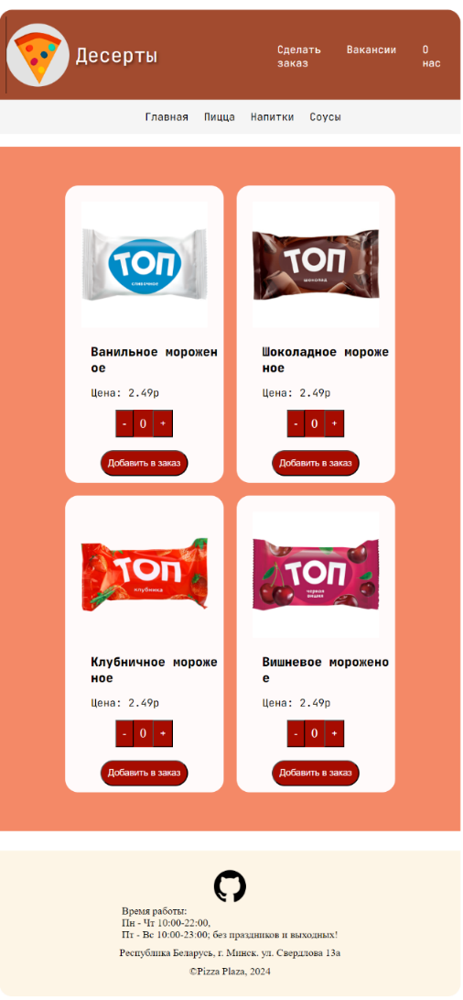 Десерты
Сделать заказ
Вакансии
О нас
Главная Пицца Напитки Соусы
ТОП
ТОП
ШОКОЛАД
Ванильное морожен
ое
Шоколадное мороже
ное
Цена: 2.49р
Цена: 2.49р
- 0 +
- 0 +
Добавить в заказ
Добавить в заказ
ТОП
клубника
ТОП
черная
вишня
Клубничное мороже
ное
Вишневое морожено
е
Цена: 2.49р
Цена: 2.49р
- 0 +
- 0 +
Добавить в заказ
Добавить в заказ
Время работы:
Пн - Чт 10:00-22:00,
Пт - Вс 10:00-23:00; без праздников и выходных!
Республика Беларусь, г. Минск. ул. Свердлова 13а
©Pizza Plaza, 2024